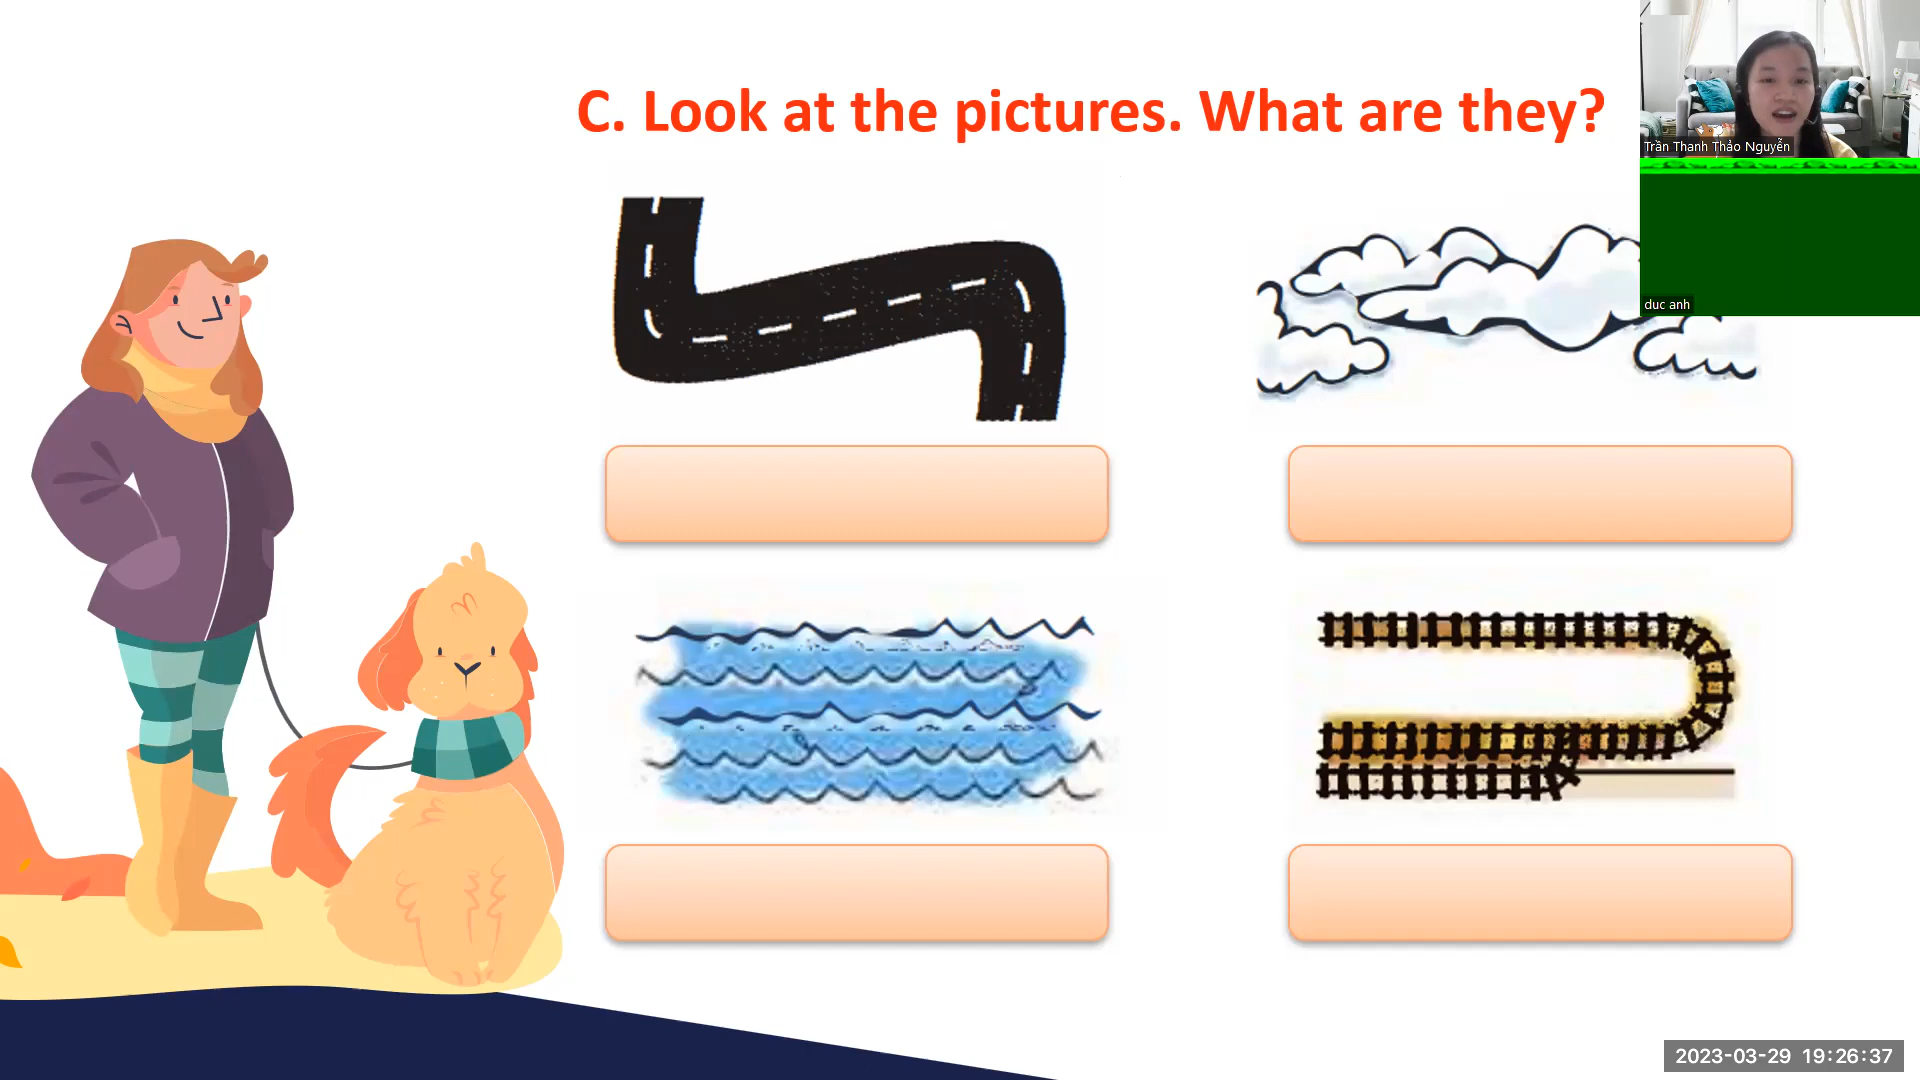 C. Look at the pictures. What are they?
Trần Thanh Thảo Nguyễn
duc anh
2023-03-29 19:26:37